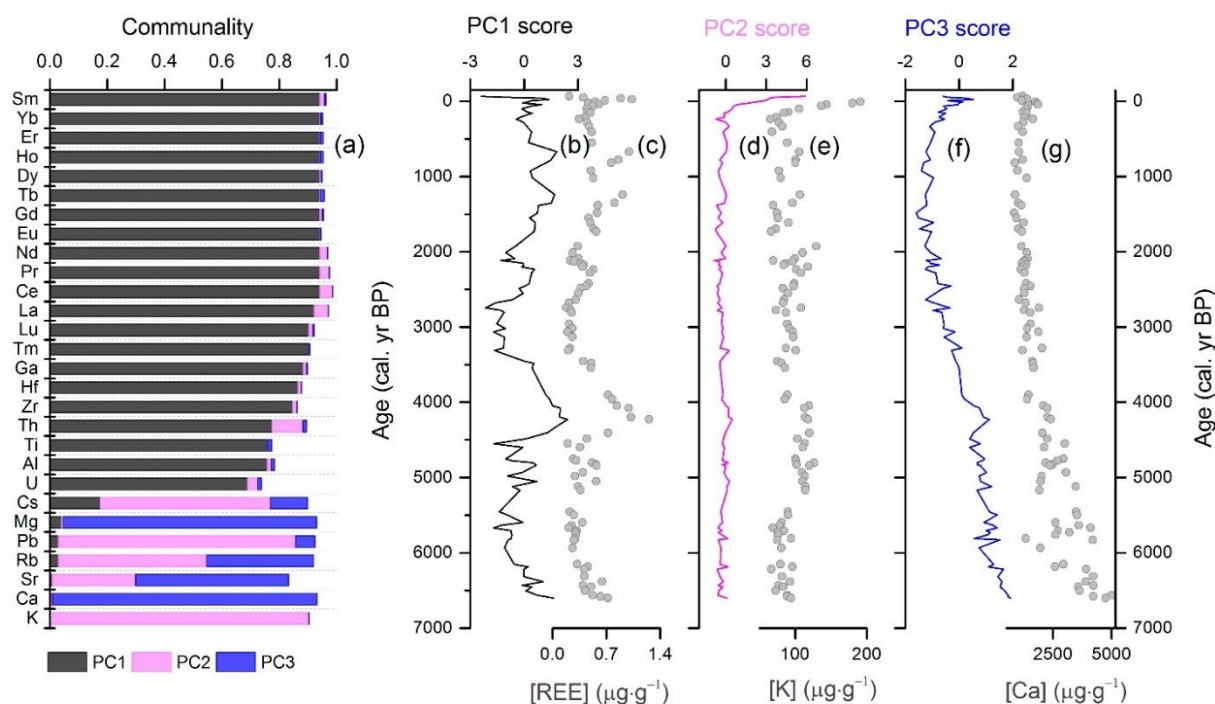 Communality
0.0 0.2 0.4 0.6 0.8 1.0
Sm
Yb
Er
Ho
Dy
Tb
Gd
Eu
Nd
Pr
Ce
La
Lu
Tm
Ga
Hf
Zr
Th
Ti
Al
U
Cs
Mg
Pb
Rb
Sr
Ca
K
(a)
PC1 PC2 PC3
PC1 score
-3 0 3
PC2 score
0 3 6
PC3 score
-2 0 2
Age (cal. yr BP)
0
1000
2000
3000
4000
5000
6000
7000
(b) (c) (d) (e) (f) (g)
0
1000
2000
3000
4000
5000
6000
7000
Age (cal. yr BP)
0.0 0.7 1.4
[REE] (µg·g⁻¹)
100 200
[K] (µg·g⁻¹)
2500 5000
[Ca] (µg·g⁻¹)